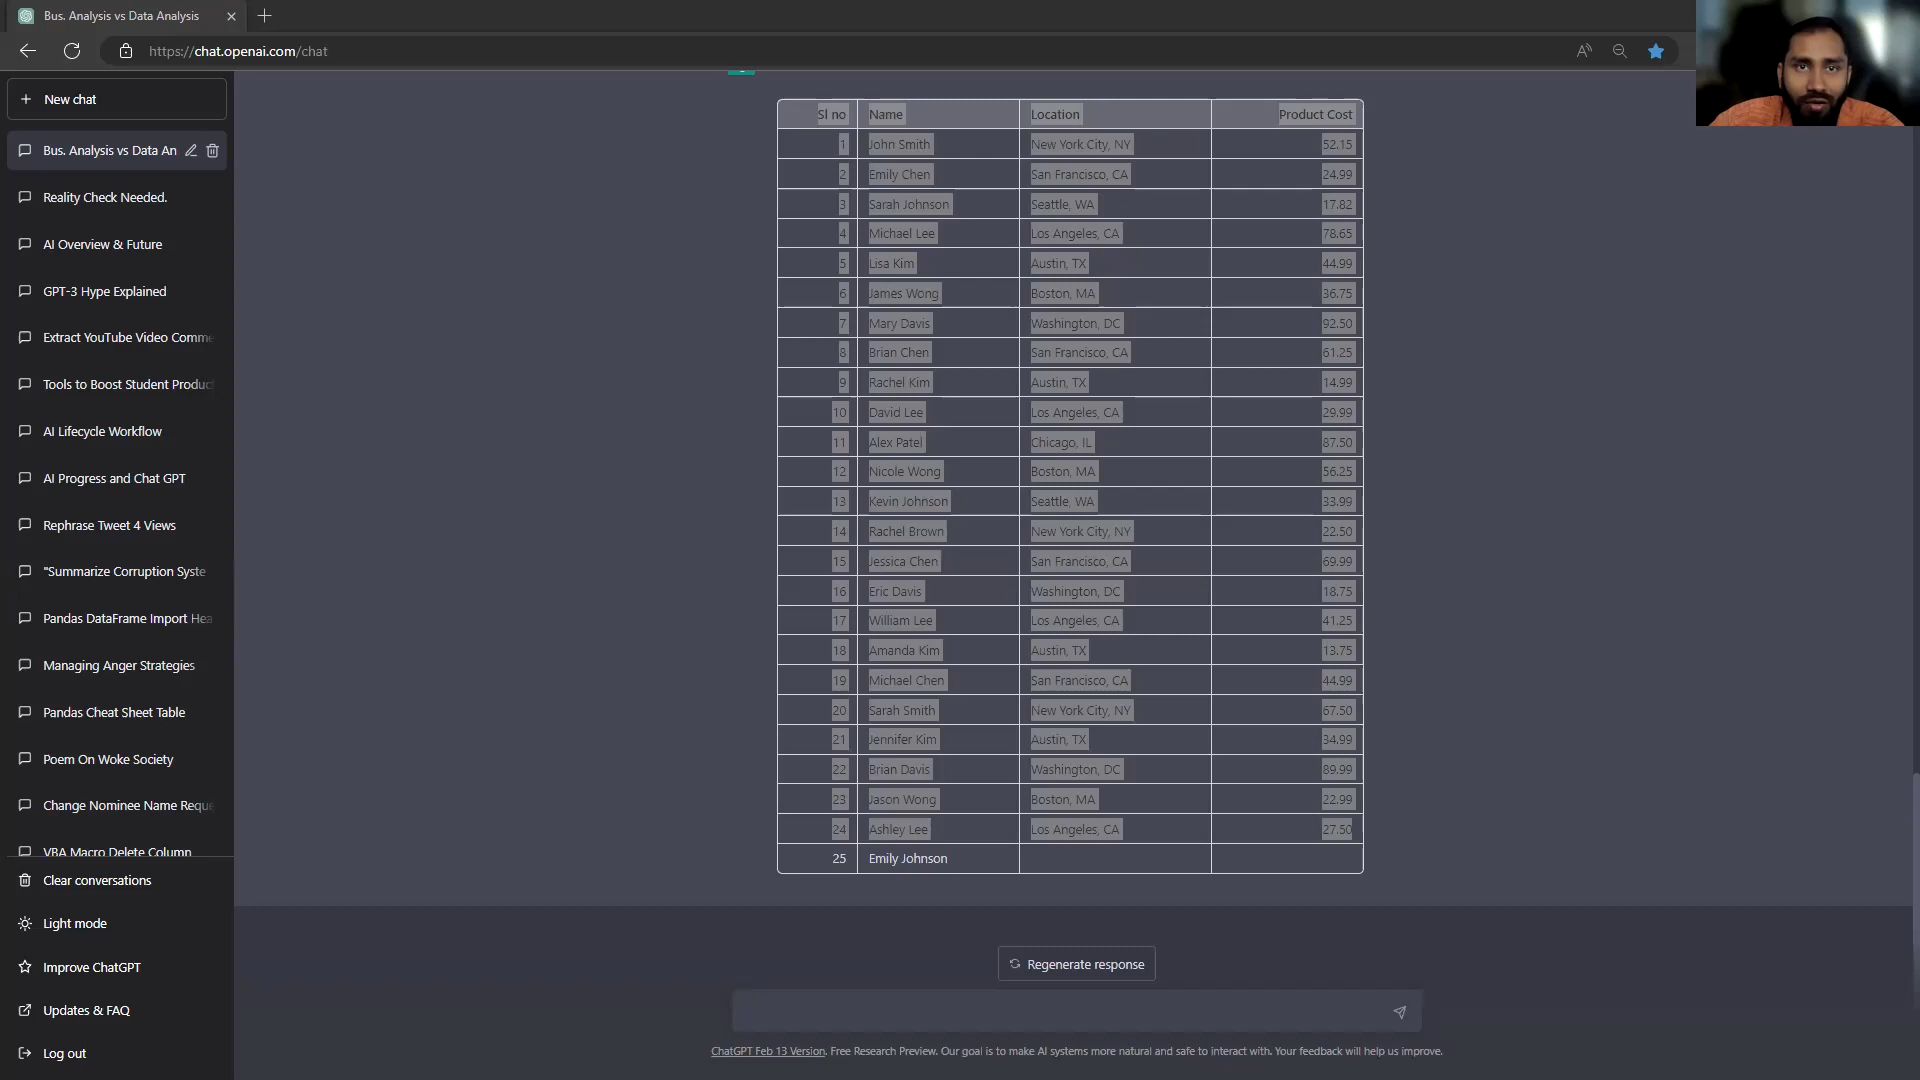 Bus. Analysis vs Data Analysis
https://chat.openai.com/chat
New chat
Bus. Analysis vs Data An
Reality Check Needed.
AI Overview & Future
GPT-3 Hype Explained
Extract YouTube Video Comme
Tools to Boost Student Produc
AI Lifecycle Workflow
AI Progress and Chat GPT
Rephrase Tweet 4 Views
"Summarize Corruption Syste
Pandas DataFrame Import Hea
Managing Anger Strategies
Pandas Cheat Sheet Table
Poem On Woke Society
Change Nominee Name Reque
VBA Macro Delete Column
Clear conversations
Light mode
Improve ChatGPT
Updates & FAQ
Log out
Sl no Name Location Product Cost
1 John Smith New York City, NY 52.15
2 Emily Chen San Francisco, CA 24.99
3 Sarah Johnson Seattle, WA 17.82
4 Michael Lee Los Angeles, CA 78.65
5 Lisa Kim Austin, TX 44.99
6 James Wong Boston, MA 36.75
7 Mary Davis Washington, DC 92.50
8 Brian Chen San Francisco, CA 61.25
9 Rachel Kim Austin, TX 14.99
10 David Lee Los Angeles, CA 29.99
11 Alex Patel Chicago, IL 87.50
12 Nicole Wong Boston, MA 56.25
13 Kevin Johnson Seattle, WA 33.99
14 Rachel Brown New York City, NY 22.50
15 Jessica Chen San Francisco, CA 69.99
16 Eric Davis Washington, DC 18.75
17 William Lee Los Angeles, CA 41.25
18 Amanda Kim Austin, TX 13.75
19 Michael Chen San Francisco, CA 44.99
20 Sarah Smith New York City, NY 67.50
21 Jennifer Kim Austin, TX 34.99
22 Brian Davis Washington, DC 89.99
23 Jason Wong Boston, MA 22.99
24 Ashley Lee Los Angeles, CA 27.50
25 Emily Johnson
Regenerate response
ChatGPT Feb 13 Version. Free Research Preview. Our goal is to make AI systems more natural and safe to interact with. Your feedback will help us improve.